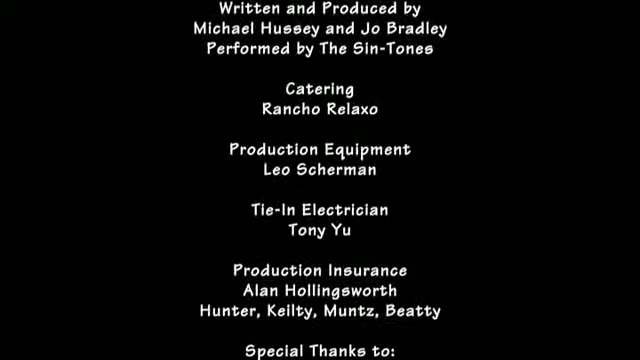 Written and Produced by
Michael Hussey and Jo Bradley
Performed by The Sin-Tones
Catering
Rancho Relaxo
Production Equipment
Leo Scherman
Tie-In Electrician
Tony Yu
Production Insurance
Alan Hollingsworth
Hunter, Keilty, Muntz, Beatty
Special Thanks to: